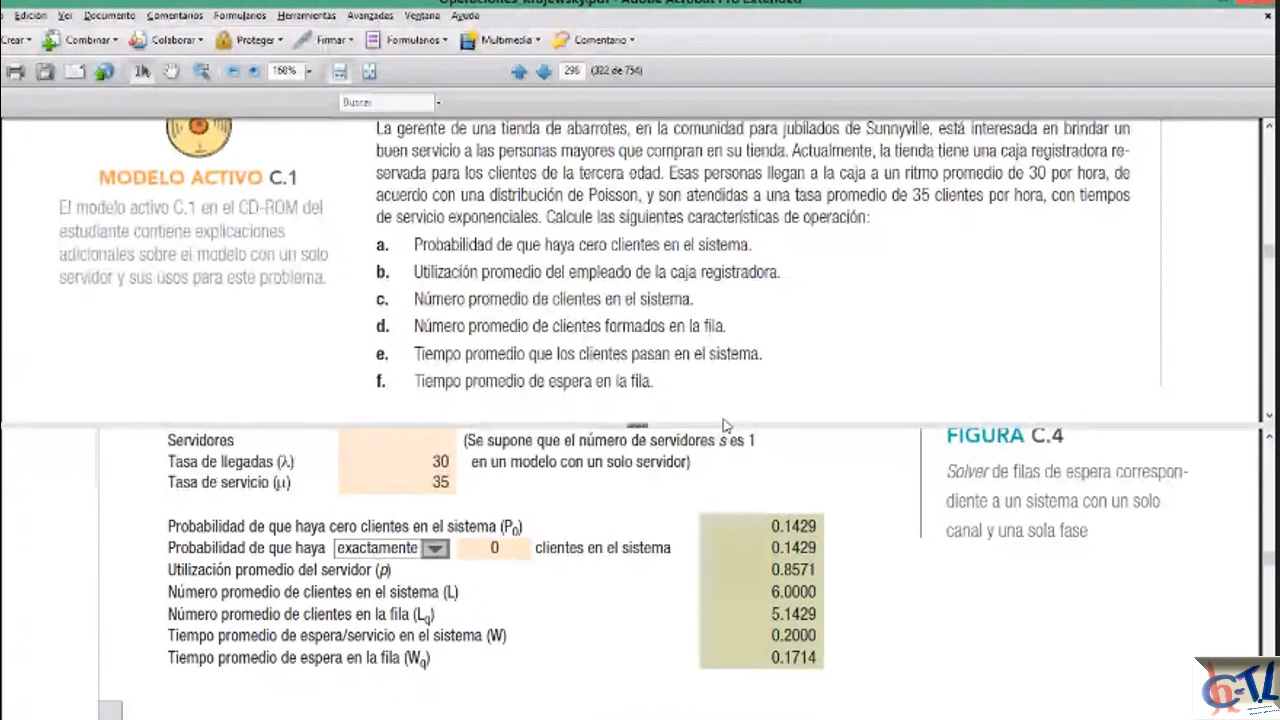 Operaciones_krajewsky.pdf - Adobe Acrobat Pro Extended
Edición Ver Documento Comentarios Formularios Herramientas Avanzadas Ventana Ayuda
Crear Combinar Colaborar Proteger Firmar Formularios Multimedia Comentario
160% 296 (322 de 754)
Buscar
MODELO ACTIVO C.1
El modelo activo C.1 en el CD-ROM del
estudiante contiene explicaciones
adicionales sobre el modelo con un solo
servidor y sus usos para este problema.
La gerente de una tienda de abarrotes, en la comunidad para jubilados de Sunnyville, está interesada en brindar un
buen servicio a las personas mayores que compran en su tienda. Actualmente, la tienda tiene una caja registradora re-
servada para los clientes de la tercera edad. Esas personas llegan a la caja a un ritmo promedio de 30 por hora, de
acuerdo con una distribución de Poisson, y son atendidas a una tasa promedio de 35 clientes por hora, con tiempos
de servicio exponenciales. Calcule las siguientes características de operación:
a. Probabilidad de que haya cero clientes en el sistema.
b. Utilización promedio del empleado de la caja registradora.
c. Número promedio de clientes en el sistema.
d. Número promedio de clientes formados en la fila.
e. Tiempo promedio que los clientes pasan en el sistema.
f. Tiempo promedio de espera en la fila.
Servidores (Se supone que el número de servidores s es 1
Tasa de llegadas (λ) 30 en un modelo con un solo servidor)
Tasa de servicio (μ) 35
Probabilidad de que haya cero clientes en el sistema (P0) 0.1429
Probabilidad de que haya exactamente 0 clientes en el sistema 0.1429
Utilización promedio del servidor (p) 0.8571
Número promedio de clientes en el sistema (L) 6.0000
Número promedio de clientes en la fila (Lq) 5.1429
Tiempo promedio de espera/servicio en el sistema (W) 0.2000
Tiempo promedio de espera en la fila (Wq) 0.1714
FIGURA C.4
Solver de filas de espera correspon-
diente a un sistema con un solo
canal y una sola fase